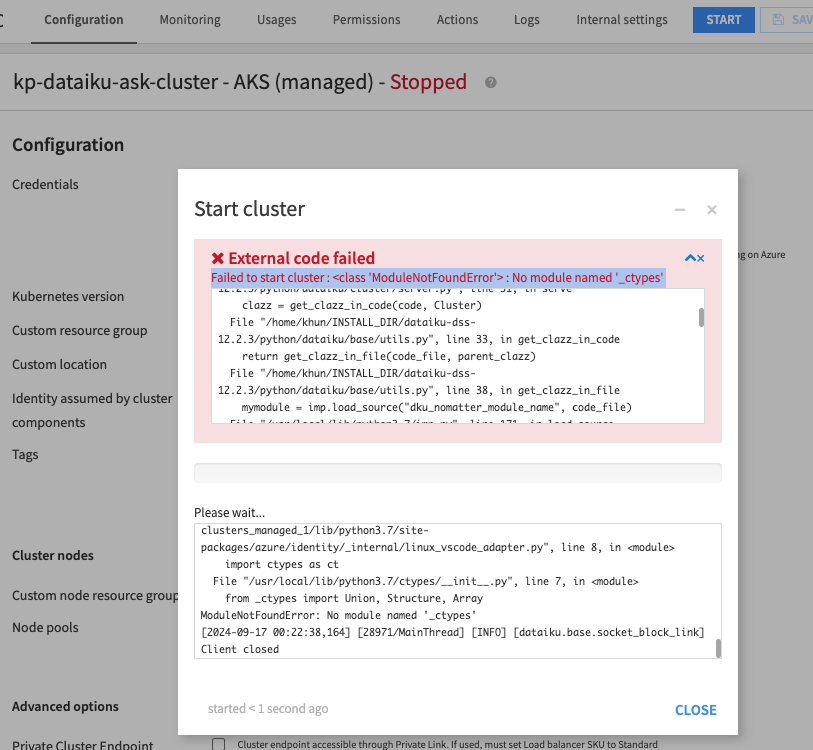 Configuration Monitoring Usages Permissions Actions Logs Internal settings START SAV
kp-dataiku-ask-cluster - AKS (managed) - Stopped ?
Configuration
Credentials
ng on Azure
Kubernetes version
Custom resource group
Custom location
Identity assumed by cluster
components
Tags
Cluster nodes
Custom node resource group
Node pools
Advanced options
Private Cluster Endpoint
Cluster endpoint accessible through Private Link. If used, must set Load balancer SKU to Standard
Start cluster
External code failed
Failed to start cluster : <class 'ModuleNotFoundError'> : No module named '_ctypes'
12.2.3/python/dataiku/cluster/server.py", line 51, in serve
clazz = get_clazz_in_code(code, Cluster)
File "/home/khun/INSTALL_DIR/dataiku-dss-
12.2.3/python/dataiku/base/utils.py", line 33, in get_clazz_in_code
return get_clazz_in_file(code_file, parent_clazz)
File "/home/khun/INSTALL_DIR/dataiku-dss-
12.2.3/python/dataiku/base/utils.py", line 38, in get_clazz_in_file
mymodule = imp.load_source("dku_nomatter_module_name", code_file)
File "/usr/local/lib/python3.7/imp.py", line 171, in load_source
Please wait...
clusters_managed_1/lib/python3.7/site-
packages/azure/identity/_internal/linux_vscode_adapter.py", line 8, in <module>
import ctypes as ct
File "/usr/local/lib/python3.7/ctypes/__init__.py", line 7, in <module>
from _ctypes import Union, Structure, Array
ModuleNotFoundError: No module named '_ctypes'
[2024-09-17 00:22:38,164] [28971/MainThread] [INFO] [dataiku.base.socket_block_link]
Client closed
started < 1 second ago
CLOSE